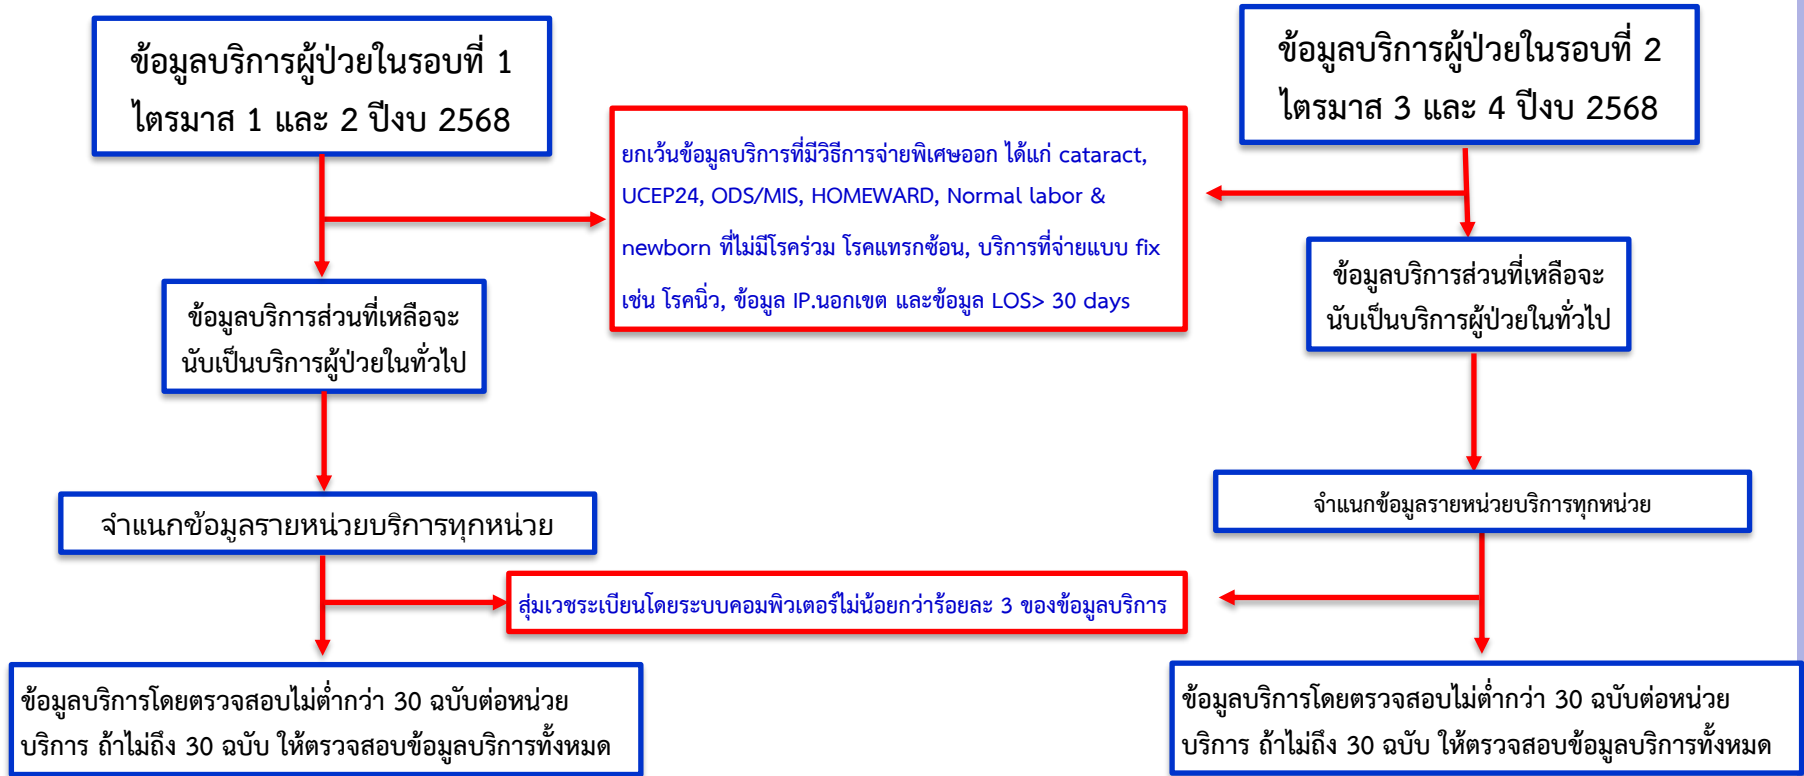 ข้อมูลบริการผู้ป่วยในรอบที่ 1
ไตรมาส 1 และ 2 ปีงบ 2568
ข้อมูลบริการผู้ป่วยในรอบที่ 2
ไตรมาส 3 และ 4 ปีงบ 2568
ยกเว้นข้อมูลบริการที่มีวิธีการจ่ายพิเศษออก ได้แก่ cataract,
UCEP24, ODS/MIS, HOMEWARD, Normal labor &
newborn ที่ไม่มีโรคร่วม โรคแทรกซ้อน, บริการที่จ่ายแบบ fix
เช่น โรคนิ่ว, ข้อมูล IP.นอกเขต และข้อมูล LOS> 30 days
ข้อมูลบริการส่วนที่เหลือจะ
นับเป็นบริการผู้ป่วยในทั่วไป
ข้อมูลบริการส่วนที่เหลือจะ
นับเป็นบริการผู้ป่วยในทั่วไป
จำแนกข้อมูลรายหน่วยบริการทุกหน่วย
จำแนกข้อมูลรายหน่วยบริการทุกหน่วย
สุ่มเวชระเบียนโดยระบบคอมพิวเตอร์ไม่น้อยกว่าร้อยละ 3 ของข้อมูลบริการ
ข้อมูลบริการโดยตรวจสอบไม่ต่ำกว่า 30 ฉบับต่อหน่วย
บริการ ถ้าไม่ถึง 30 ฉบับ ให้ตรวจสอบข้อมูลบริการทั้งหมด
ข้อมูลบริการโดยตรวจสอบไม่ต่ำกว่า 30 ฉบับต่อหน่วย
บริการ ถ้าไม่ถึง 30 ฉบับ ให้ตรวจสอบข้อมูลบริการทั้งหมด